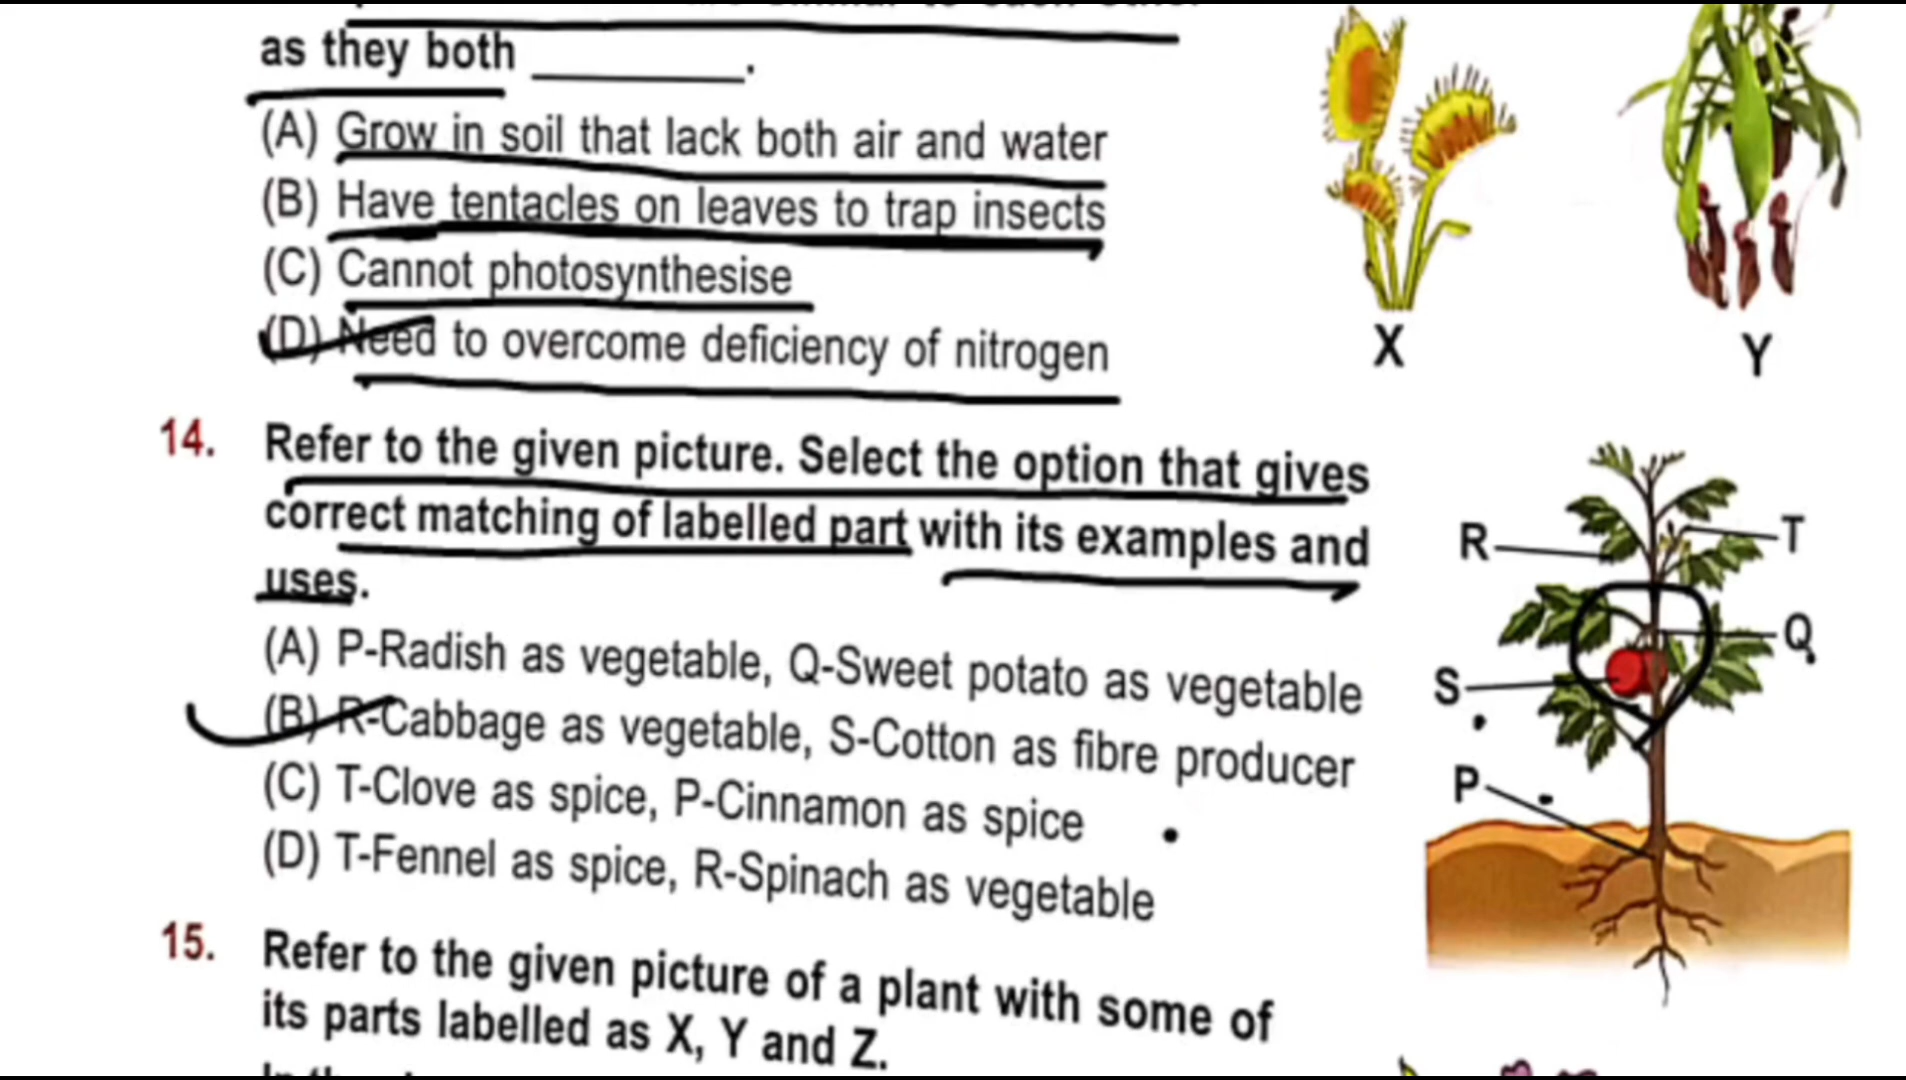 as they both ________.
(A) Grow in soil that lack both air and water
(B) Have tentacles on leaves to trap insects
(C) Cannot photosynthesise
(D) Need to overcome deficiency of nitrogen
X
Y
14. Refer to the given picture. Select the option that gives
correct matching of labelled part with its examples and
uses.
(A) P-Radish as vegetable, Q-Sweet potato as vegetable
(B) R-Cabbage as vegetable, S-Cotton as fibre producer
(C) T-Clove as spice, P-Cinnamon as spice
(D) T-Fennel as spice, R-Spinach as vegetable
R
T
Q
S
P
15. Refer to the given picture of a plant with some of
its parts labelled as X, Y and Z.